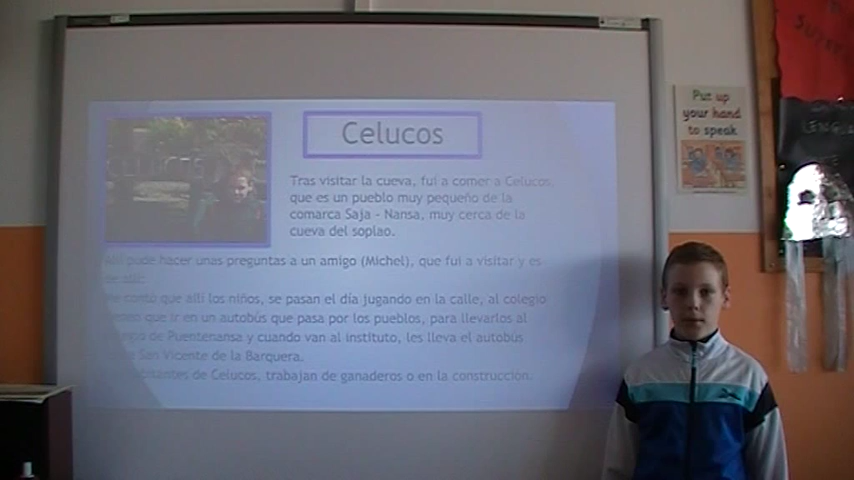 Celucos
Tras visitar la cueva, fui a comer a Celucos,
que es un pueblo muy pequeño de la
comarca Saja - Nansa, muy cerca de la
cueva del soplao.
Allí pude hacer unas preguntas a un amigo (Michel), que fui a visitar y es
de allí:
Me contó que allí los niños, se pasan el día jugando en la calle, al colegio
que ir en un autobús que pasa por los pueblos, para llevarlos al
de Puentenansa y cuando van al instituto, les lleva el autobús
San Vicente de la Barquera.
de Celucos, trabajan de ganaderos o en la construcción.
Put up
your hand
to speak